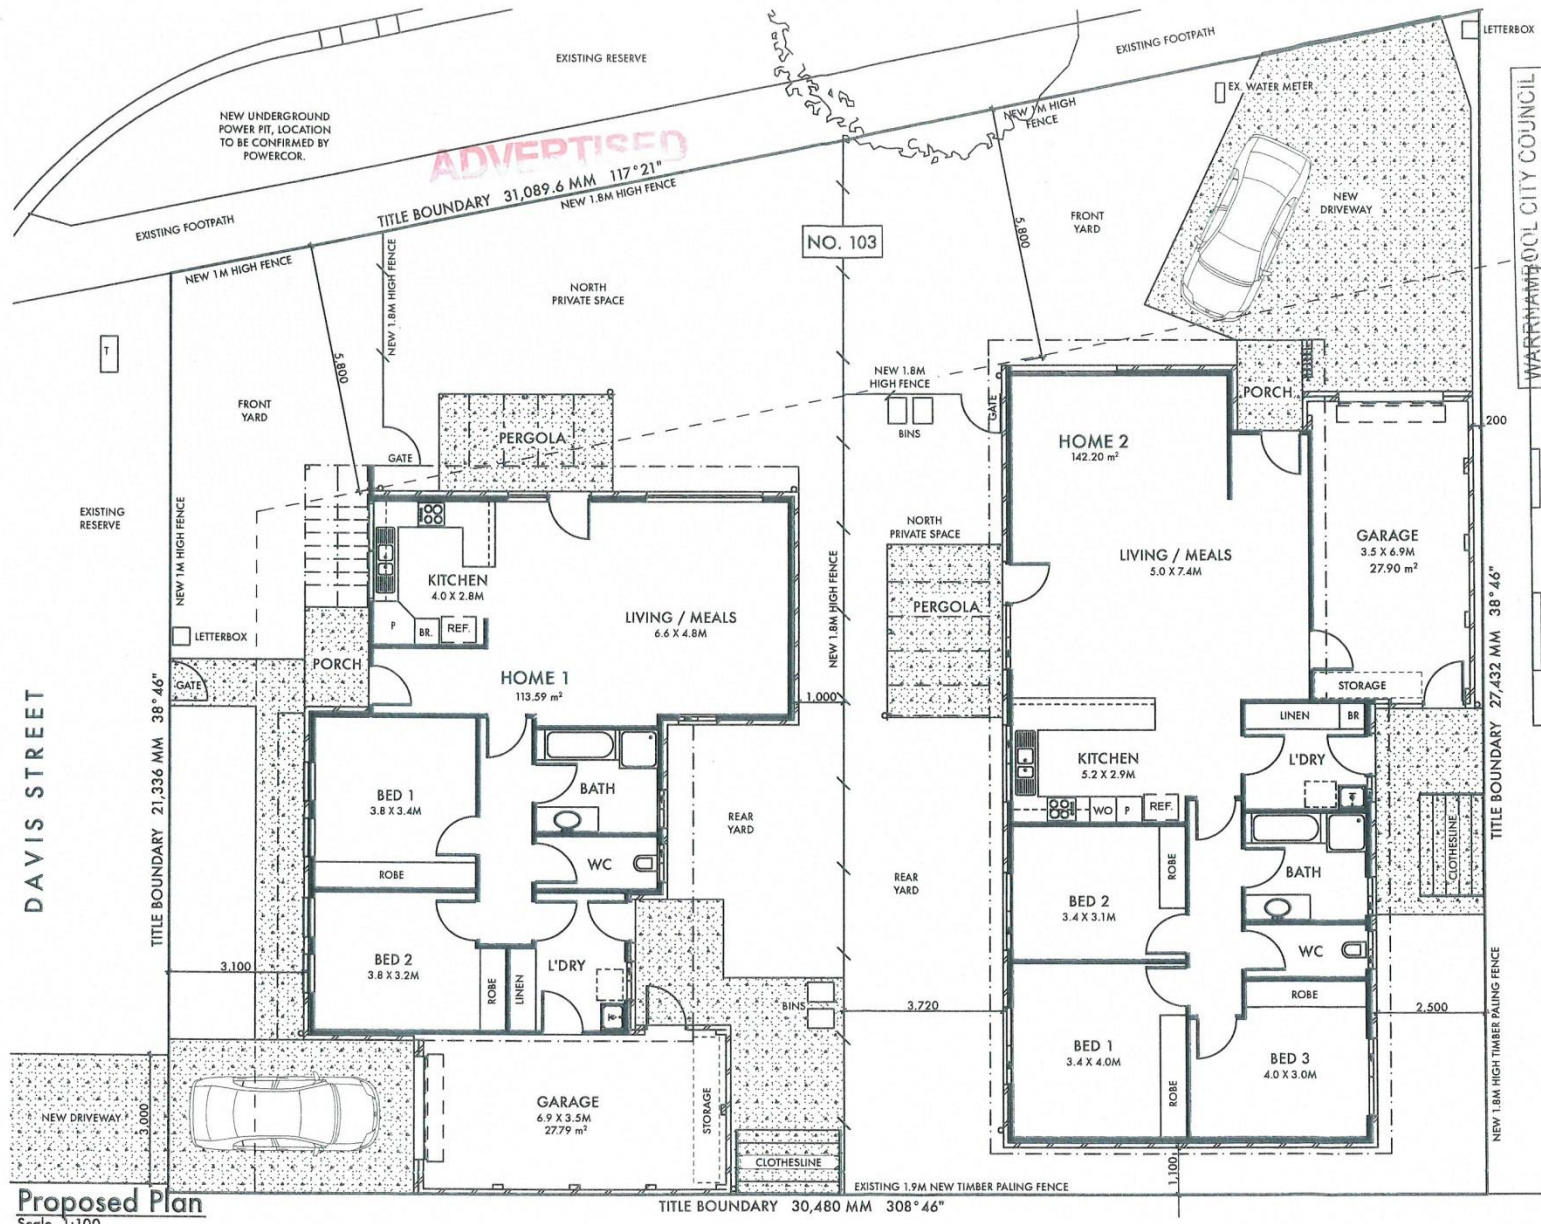 EXISTING RESERVE
EXISTING FOOTPATH
LETTERBOX
NEW UNDERGROUND
POWER PIT, LOCATION
TO BE CONFIRMED BY
POWERCOR.
ADVERTISED
EX. WATER METER
NEW 1M HIGH
FENCE
WARRNAMBOOL CITY COUNCIL
TITLE BOUNDARY 31,089.6 MM 117°21"
NEW 1.8M HIGH FENCE
EXISTING FOOTPATH
NEW 1M HIGH FENCE
NO. 103
5,800
FRONT
YARD
NEW
DRIVEWAY
NORTH
PRIVATE SPACE
NEW 1.8M HIGH FENCE
T
5,800
FRONT
YARD
GATE
PERGOLA
NEW 1.8M
HIGH FENCE
BINS
GATE
PORCH
HOME 2
142.20 m²
200
EXISTING
RESERVE
NEW 1M HIGH FENCE
KITCHEN
4.0 X 2.8M
P
BR.
REF.
LIVING / MEALS
6.6 X 4.8M
NEW 1.8M HIGH FENCE
NORTH
PRIVATE SPACE
PERGOLA
LIVING / MEALS
5.0 X 7.4M
GARAGE
3.5 X 6.9M
27.90 m²
STORAGE
TITLE BOUNDARY 27,432 MM 38°46"
LETTERBOX
GATE
PORCH
HOME 1
113.59 m²
1,000
DAVIS STREET
TITLE BOUNDARY 21,336 MM 38°46"
BED 1
3.8 X 3.4M
ROBE
BATH
WC
REAR
YARD
KITCHEN
5.2 X 2.9M
WO
P
REF.
LINEN
BR
L'DRY
CLOTHESLINE
BED 2
3.8 X 3.2M
ROBE
LINEN
L'DRY
3,100
BINS
REAR
YARD
3,720
BED 2
3.4 X 3.1M
ROBE
BATH
WC
ROBE
2,500
BED 1
3.4 X 4.0M
ROBE
BED 3
4.0 X 3.0M
NEW 1.8M HIGH TIMBER PALING FENCE
NEW DRIVEWAY
3,000
GARAGE
6.9 X 3.5M
27.79 m²
STORAGE
CLOTHESLINE
1,100
EXISTING 1.9M NEW TIMBER PALING FENCE
TITLE BOUNDARY 30,480 MM 308°46"
Proposed Plan
Scale 1:100